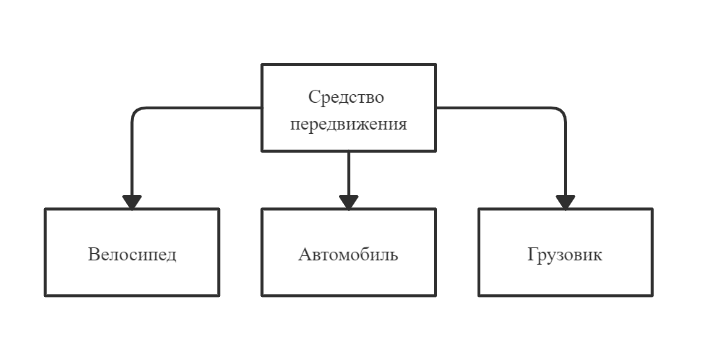 Средство
передвижения
Велосипед
Автомобиль
Грузовик